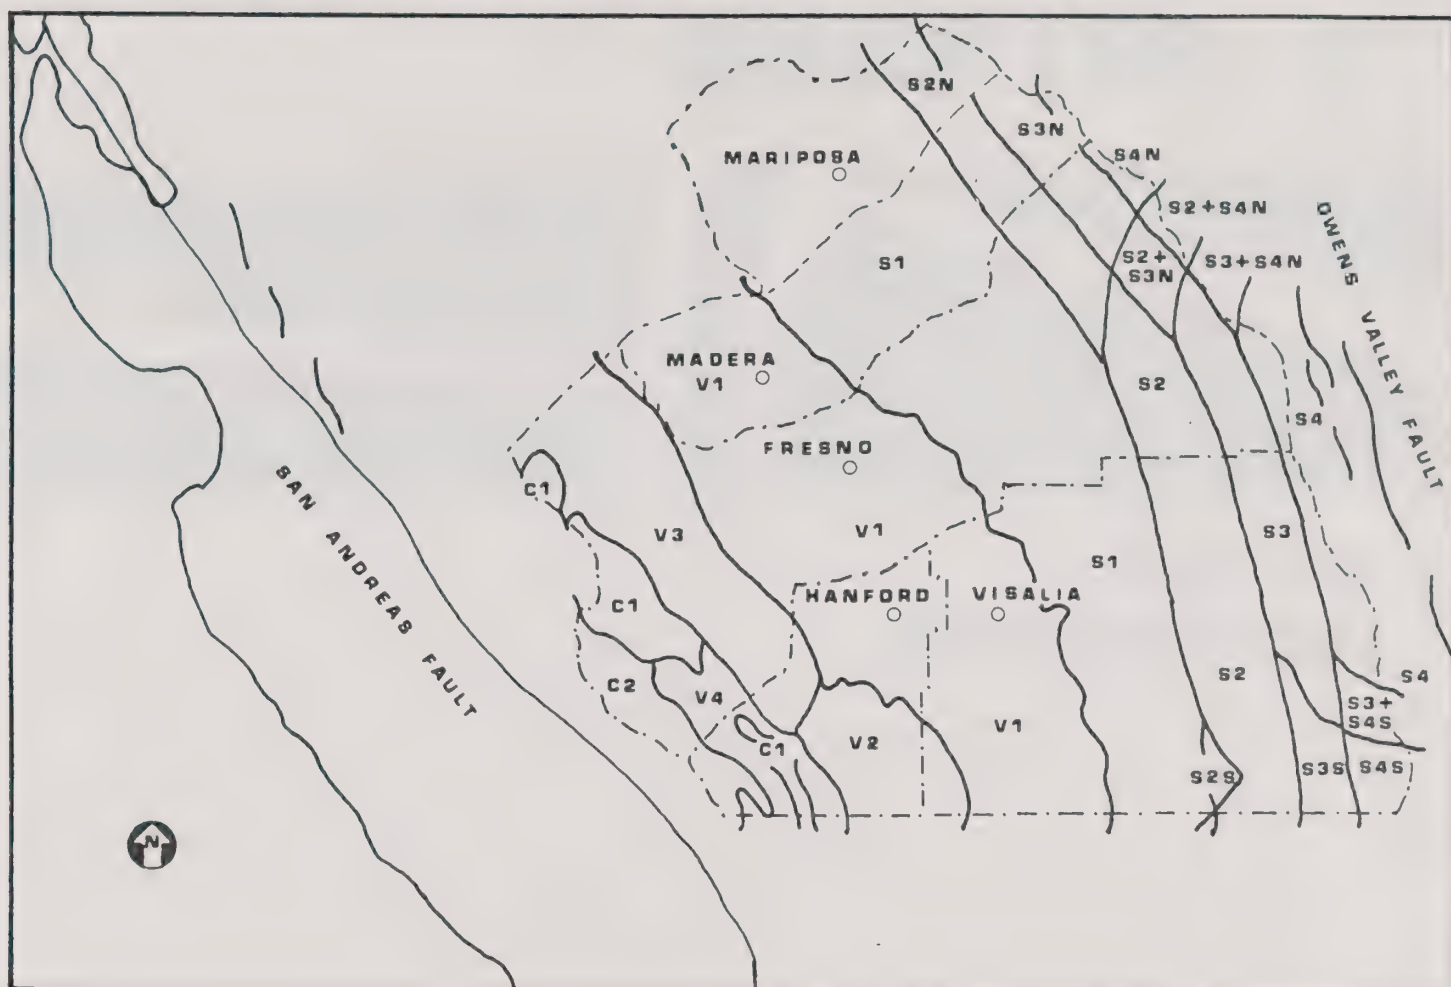 S2N
S3N
MARIPOSA
S4N
S2+S4N
S1
S2+
S3N
S3+S4N
OWENS VALLEY FAULT
MADERA
V1
S2
S4
FRESNO
SAN ANDREAS FAULT
C1
V3
V1
S3
S1
HANFORD
VISALIA
C1
C2
V4
S2
S4
S3+
S4S
C1
V2
V1
S2S
S3S
S4S
N